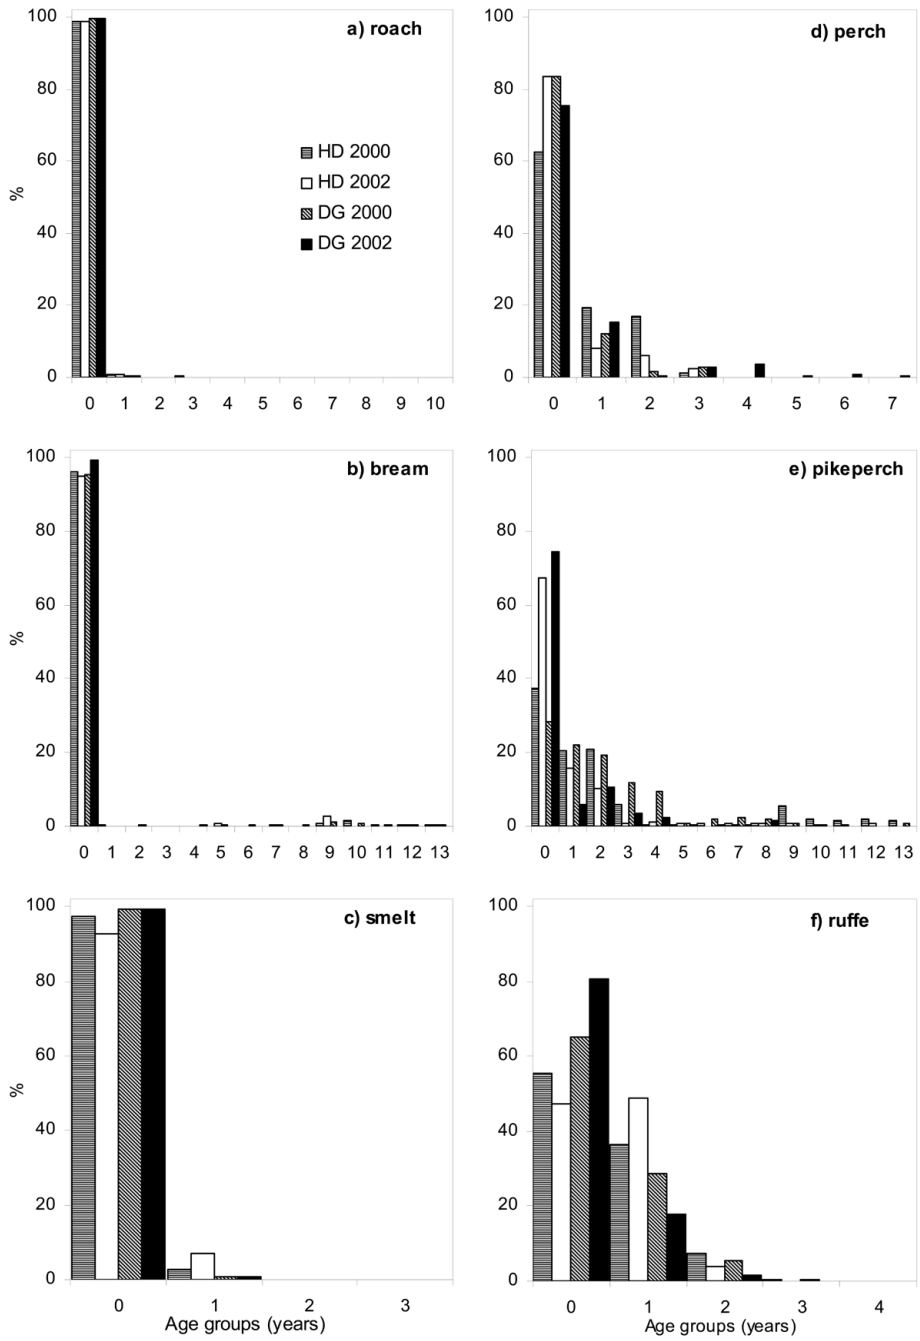 a) roach
100
80
60
40
20
0
%
HD 2000
HD 2002
DG 2000
DG 2002
0 1 2 3 4 5 6 7 8 9 10
d) perch
100
80
60
40
20
0
0 1 2 3 4 5 6 7
b) bream
100
80
60
40
20
0
%
0 1 2 3 4 5 6 7 8 9 10 11 12 13
e) pikeperch
100
80
60
40
20
0
0 1 2 3 4 5 6 7 8 9 10 11 12 13
c) smelt
100
80
60
40
20
0
%
0 1 2 3
Age groups (years)
f) ruffe
100
80
60
40
20
0
0 1 2 3 4
Age groups (years)